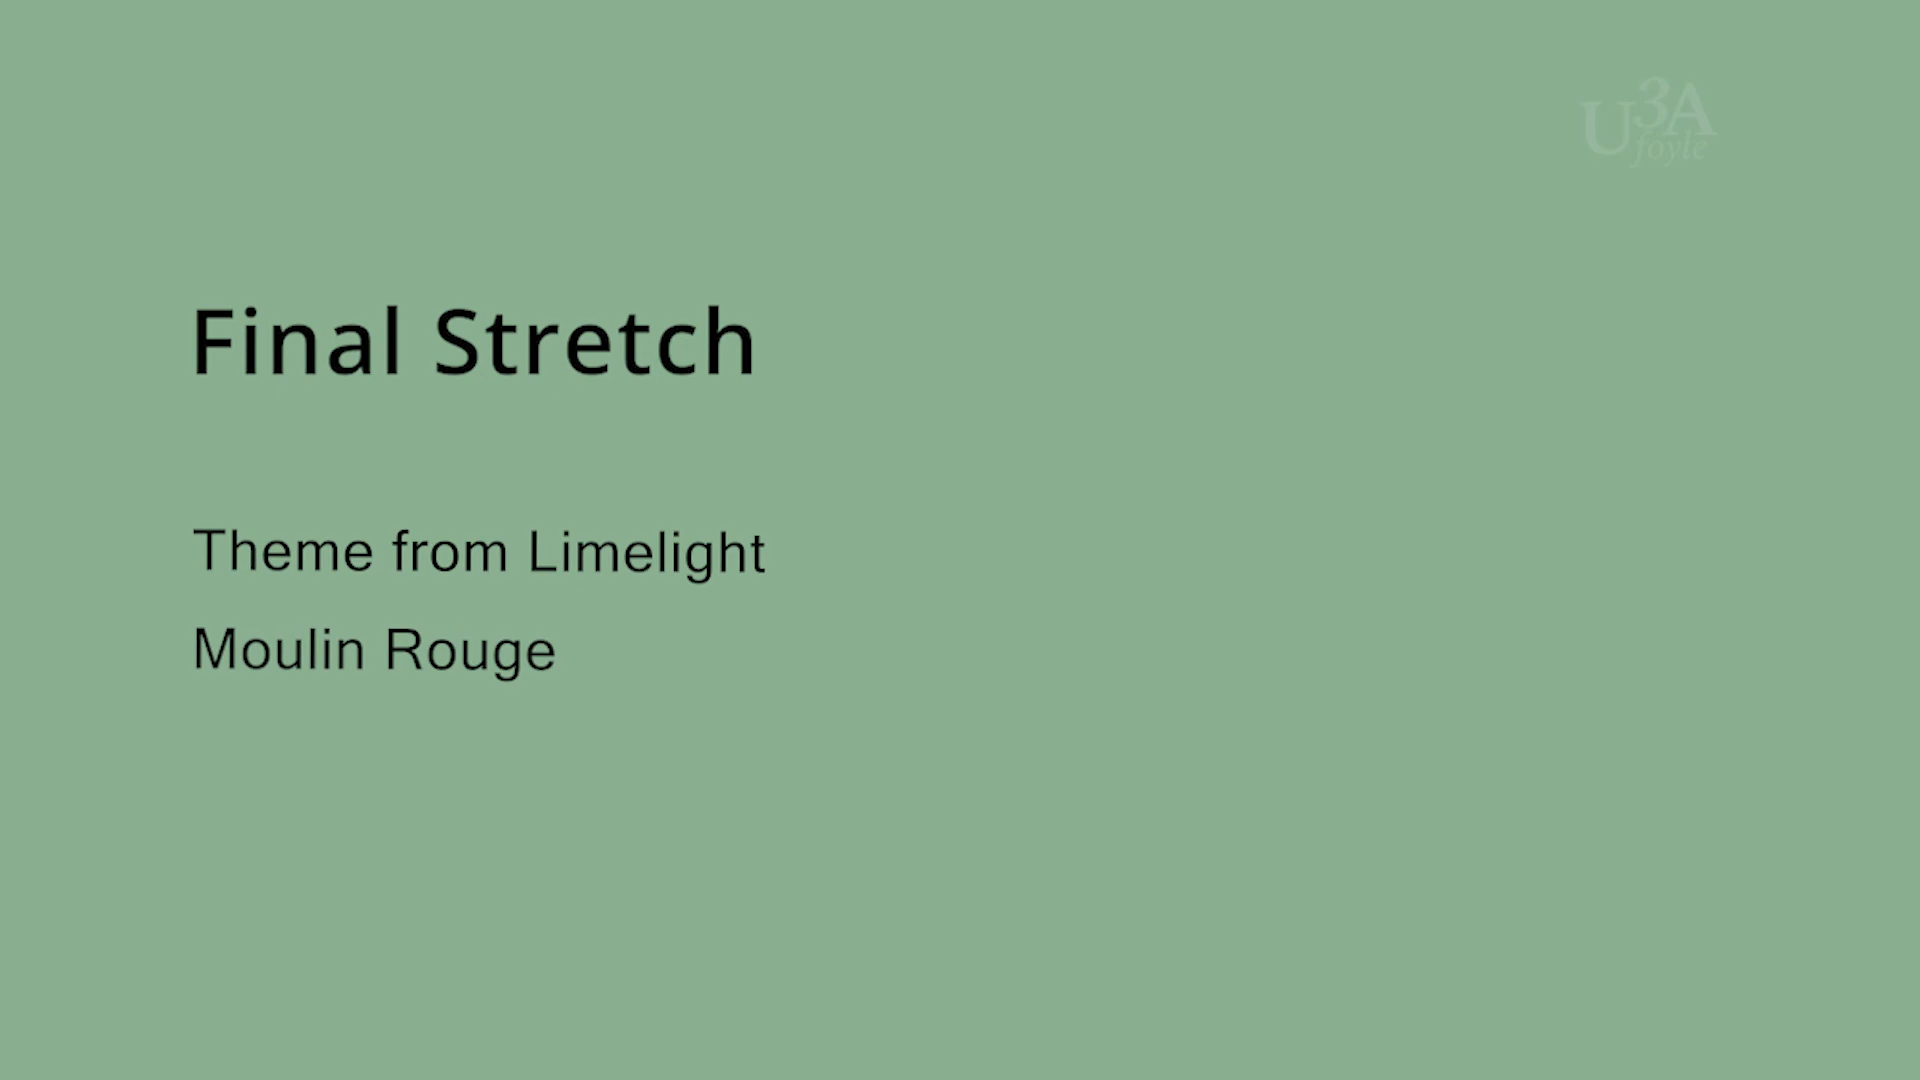 U3A
foyle
Final Stretch
Theme from Limelight
Moulin Rouge